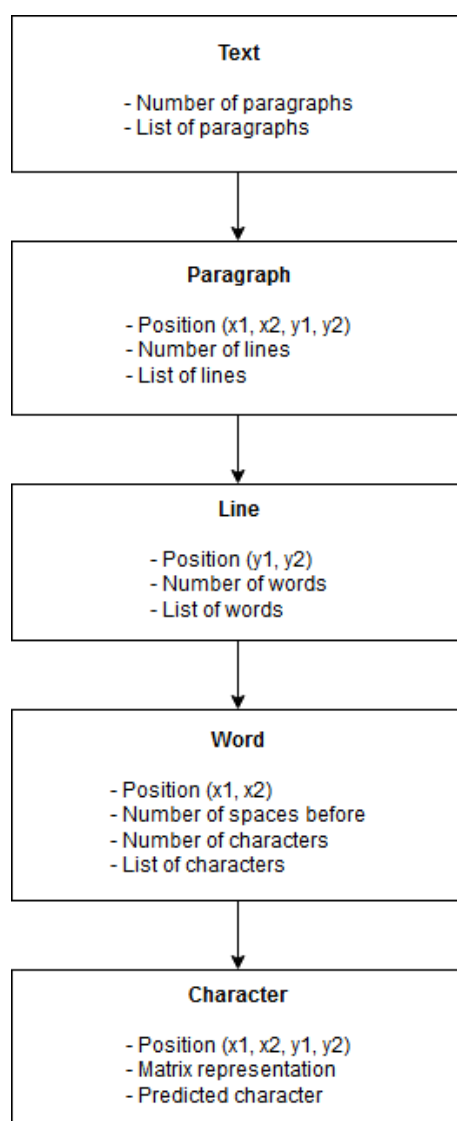 Text
- Number of paragraphs
- List of paragraphs
Paragraph
- Position (x1, x2, y1, y2)
- Number of lines
- List of lines
Line
- Position (y1, y2)
- Number of words
- List of words
Word
- Position (x1, x2)
- Number of spaces before
- Number of characters
- List of characters
Character
- Position (x1, x2, y1, y2)
- Matrix representation
- Predicted character